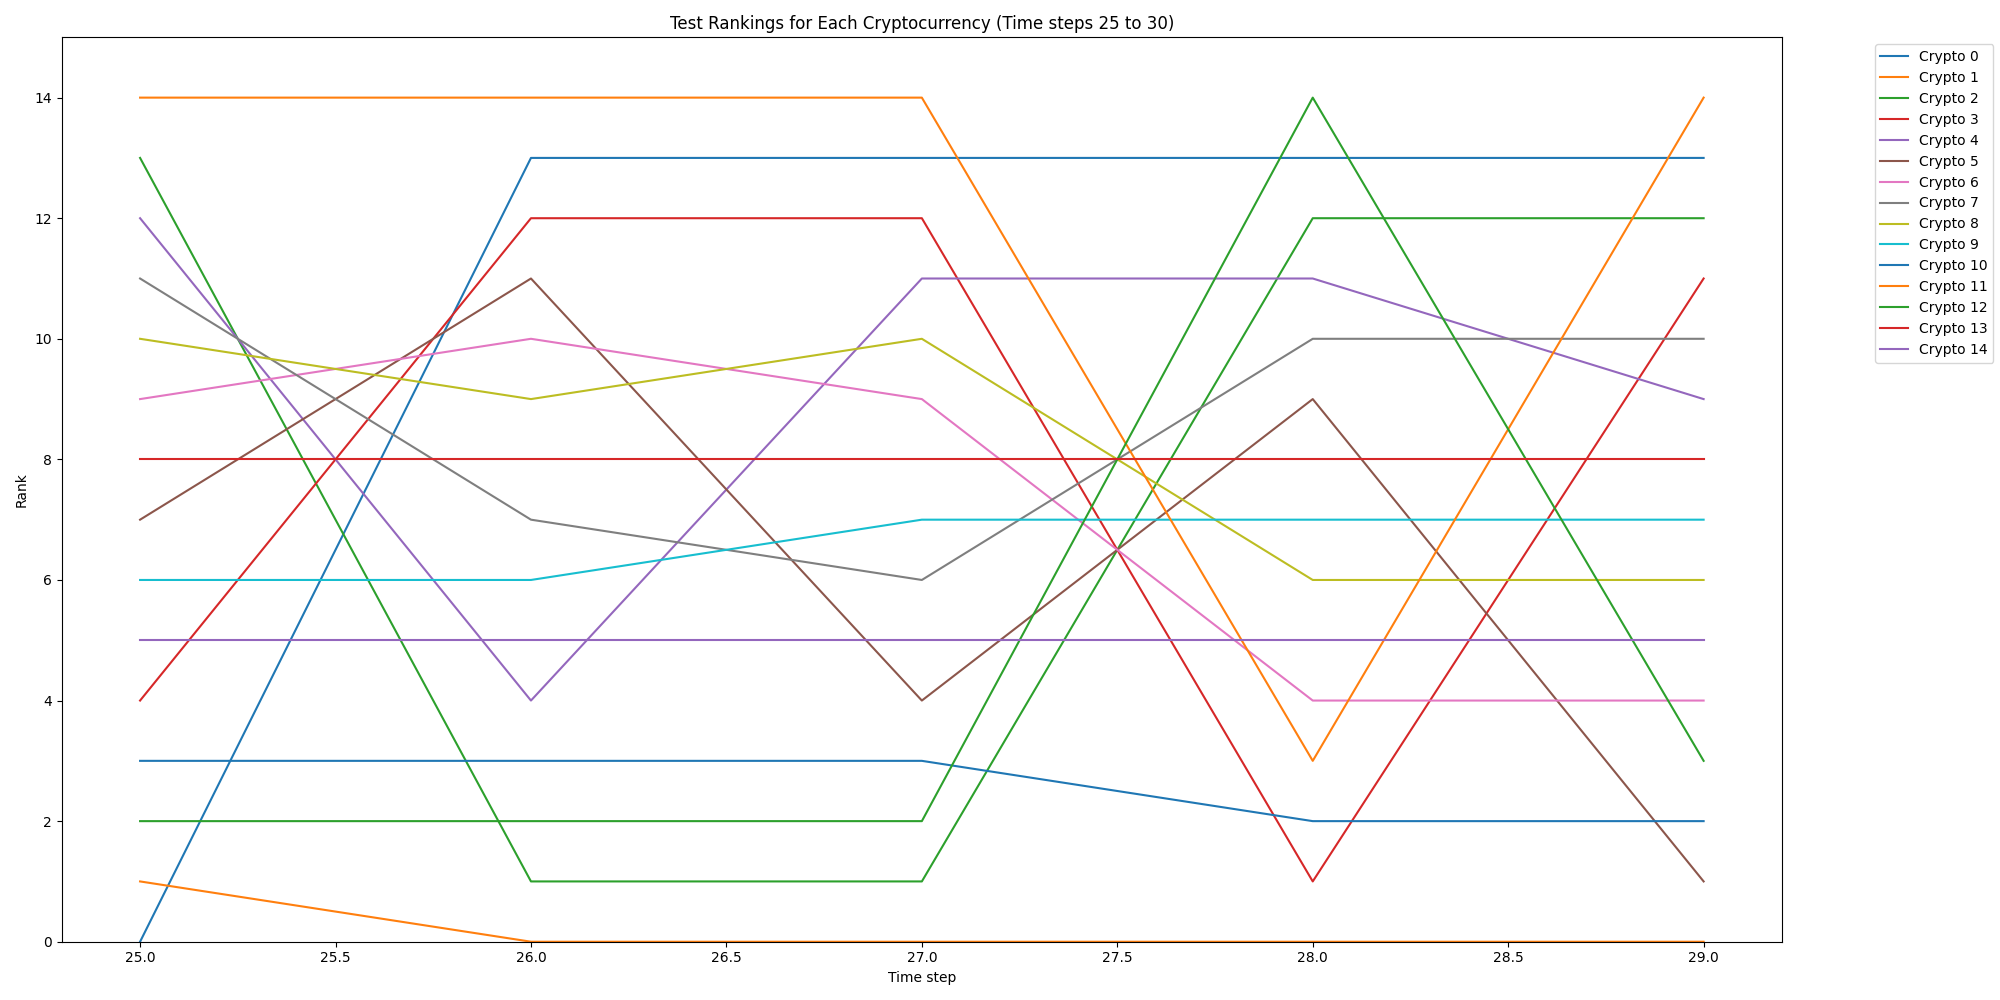 Test Rankings for Each Cryptocurrency (Time steps 25 to 30)
Crypto 0
Crypto 1
Crypto 2
Crypto 3
Crypto 4
Crypto 5
Crypto 6
Crypto 7
Crypto 8
Crypto 9
Crypto 10
Crypto 11
Crypto 12
Crypto 13
Crypto 14
Rank
14
12
10
8
6
4
2
0
25.0 25.5 26.0 26.5 27.0 27.5 28.0 28.5 29.0
Time step